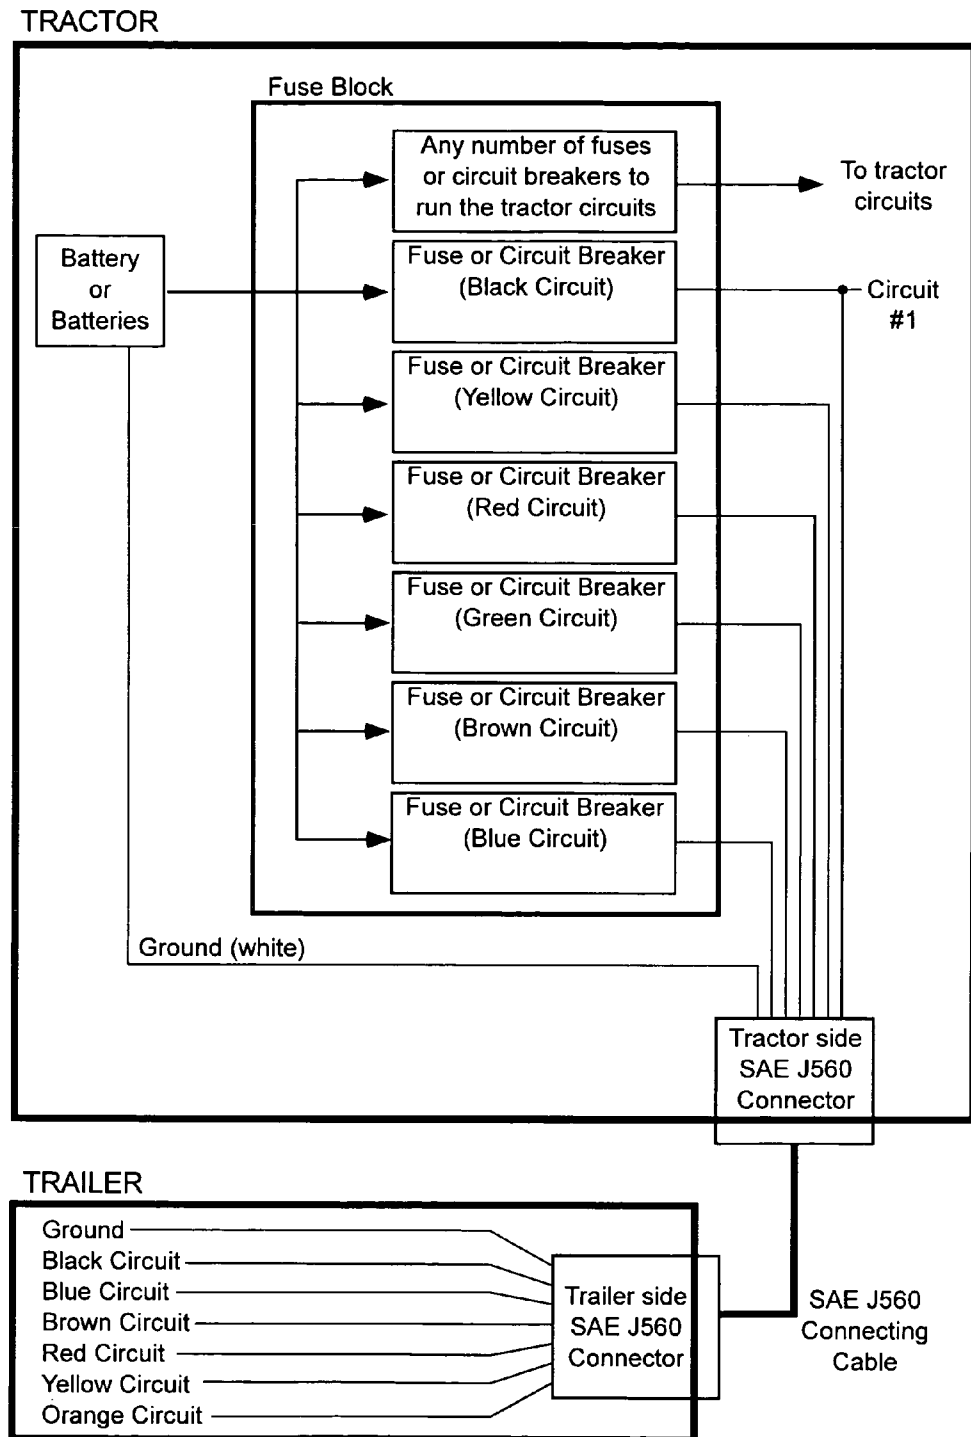 TRACTOR
Fuse Block
Any number of fuses
or circuit breakers to
run the tractor circuits
To tractor
circuits
Battery
or
Batteries
Fuse or Circuit Breaker
(Black Circuit)
Circuit
#1
Fuse or Circuit Breaker
(Yellow Circuit)
Fuse or Circuit Breaker
(Red Circuit)
Fuse or Circuit Breaker
(Green Circuit)
Fuse or Circuit Breaker
(Brown Circuit)
Fuse or Circuit Breaker
(Blue Circuit)
Ground (white)
Tractor side
SAE J560
Connector
TRAILER
Ground
Black Circuit
Blue Circuit
Brown Circuit
Red Circuit
Yellow Circuit
Orange Circuit
Trailer side
SAE J560
Connector
SAE J560
Connecting
Cable